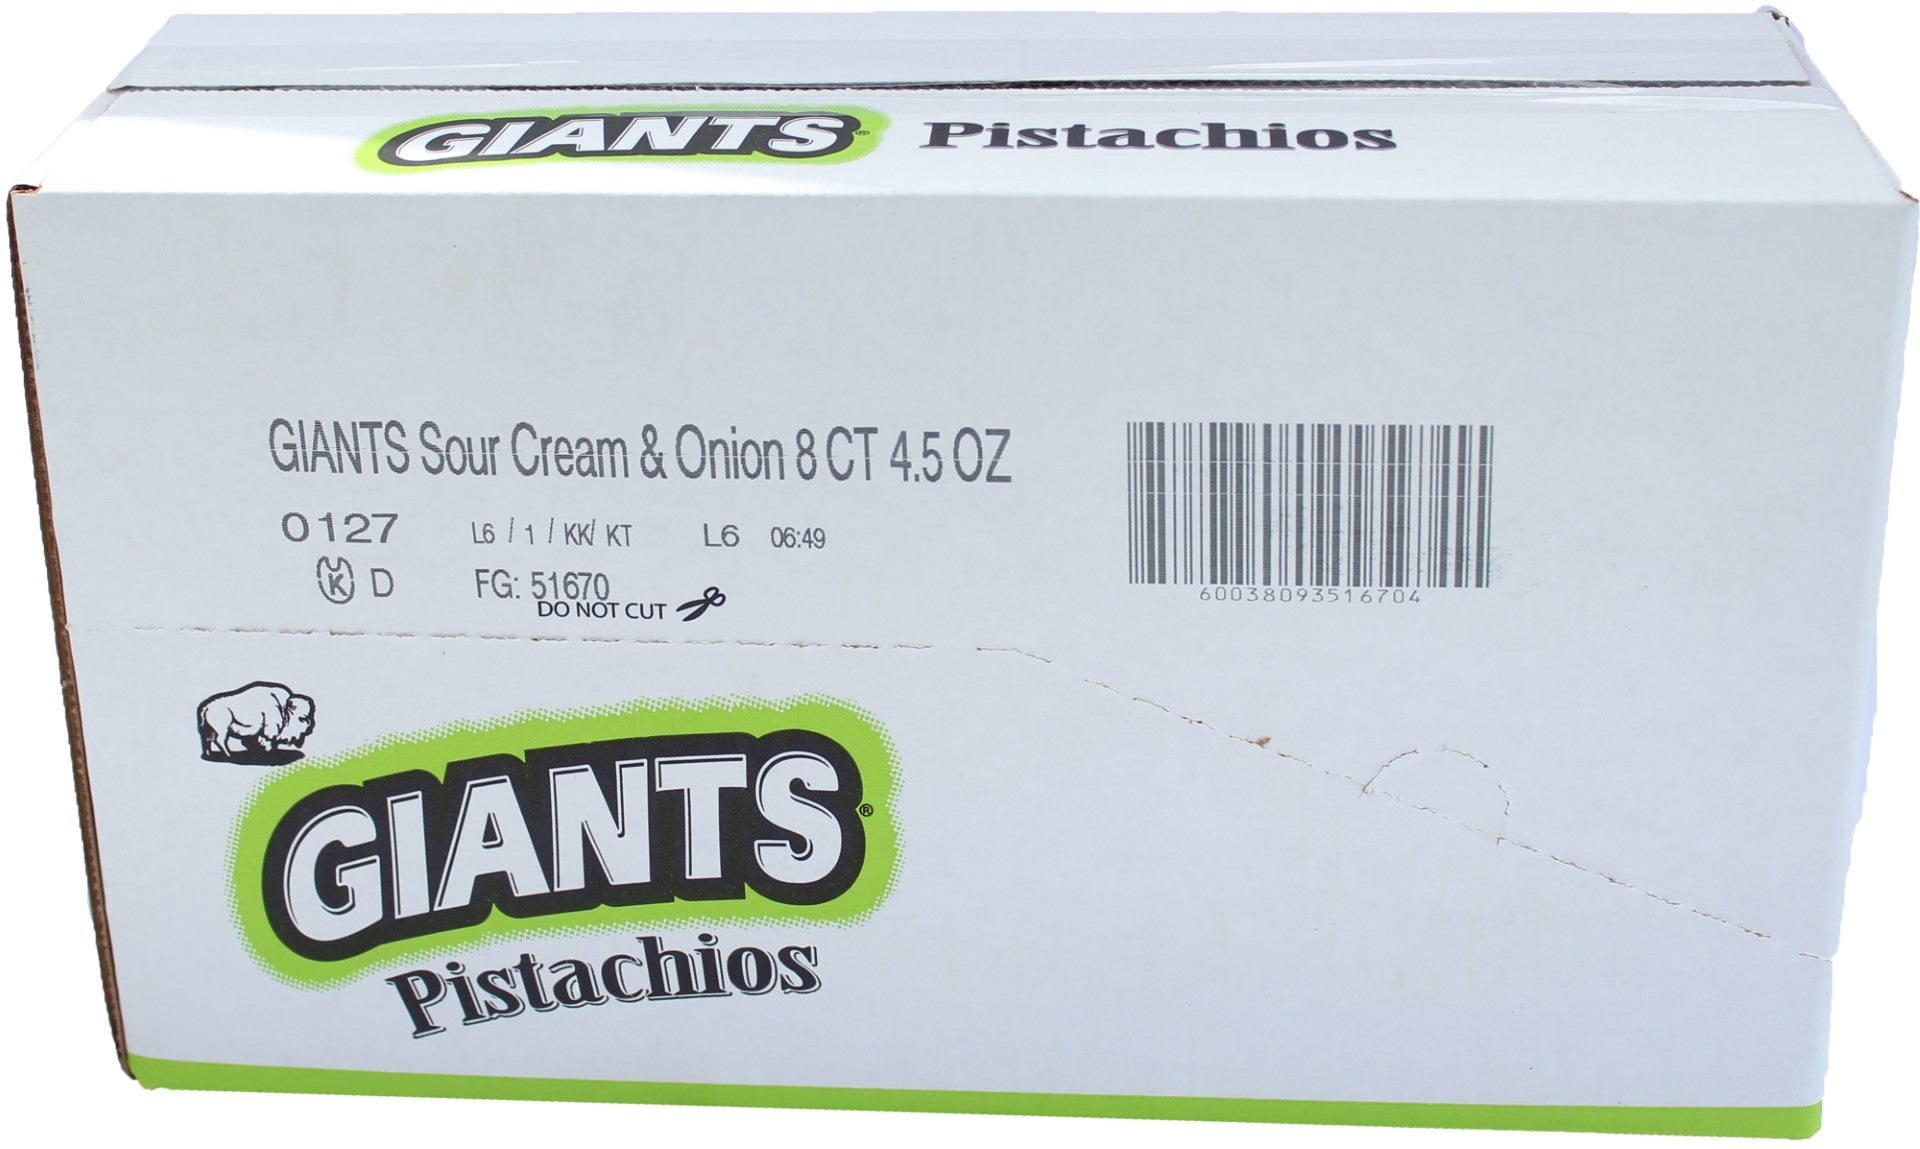 GIANTS® Pistachios
GIANTS Sour Cream & Onion 8 CT 4.5 OZ
0127 L6 / 1 / KK/ KT L6 06:49
K D FG: 51670
DO NOT CUT
60038093516704
GIANTS®
Pistachios